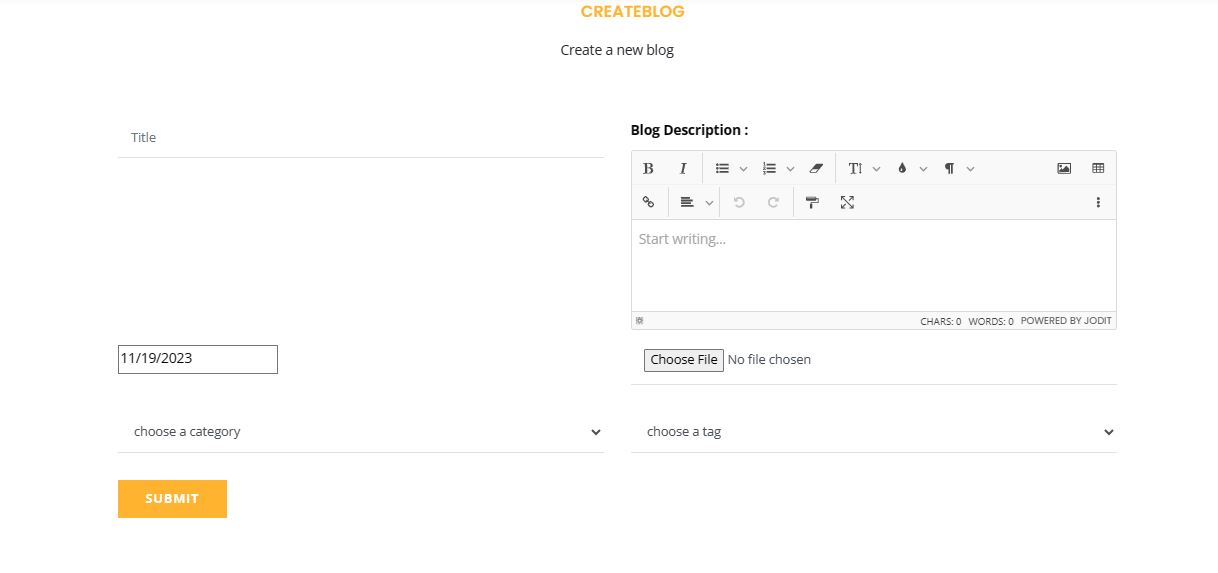 CREATEBLOG
Create a new blog
Title
Blog Description :
B I
Start writing...
CHARS: 0 WORDS: 0 POWERED BY JODIT
11/19/2023
Choose File No file chosen
choose a category
choose a tag
SUBMIT